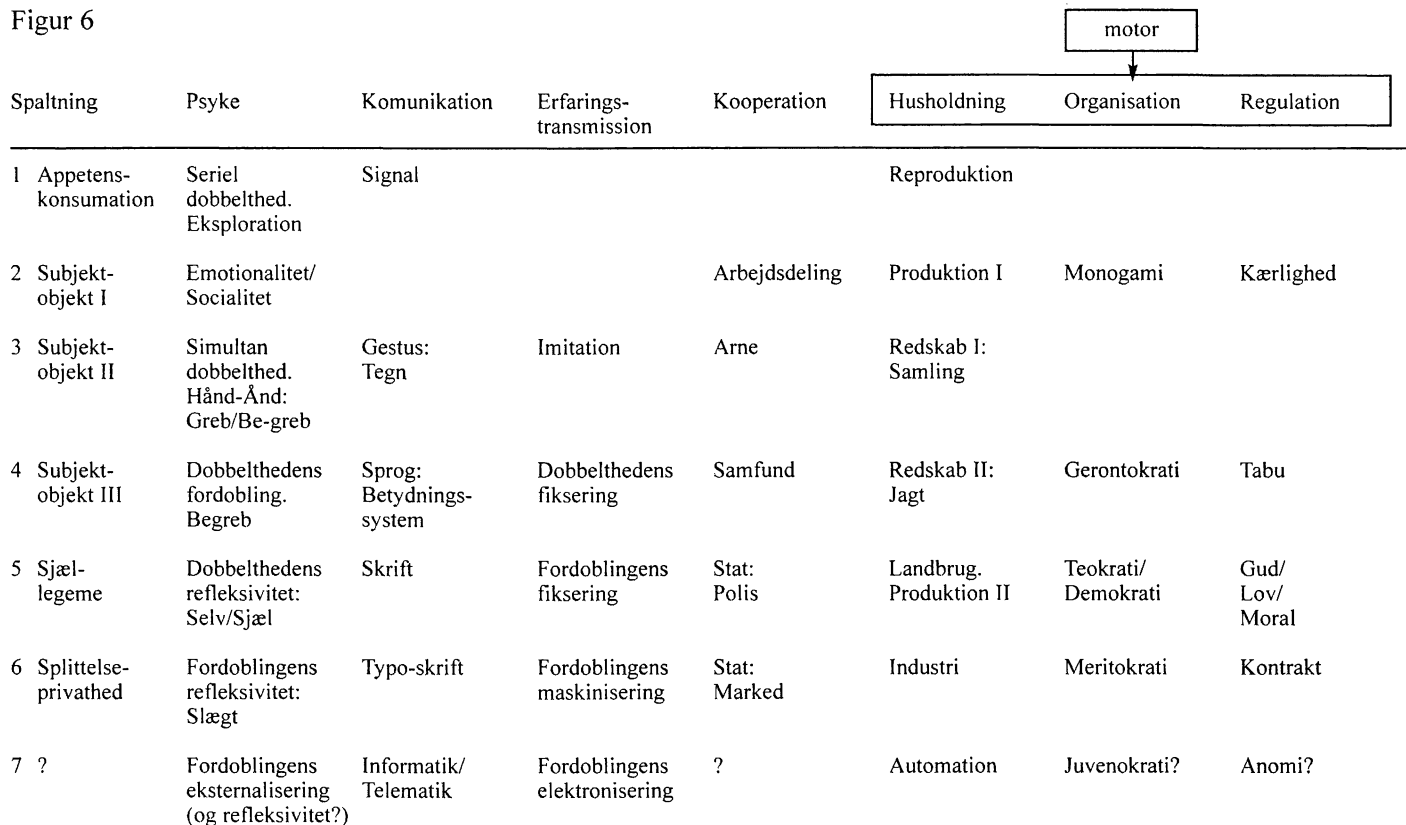 Figur 6
motor
Spaltning Psyke Komunikation Erfarings- Kooperation Husholdning Organisation Regulation
transmission
1 Appetens- Seriel Signal Reproduktion
konsumation dobbelthed.
Eksploration
2 Subjekt- Emotionalitet/ Arbejdsdeling Produktion I Monogami Kærlighed
objekt I Socialitet
3 Subjekt- Simultan Gestus: Imitation Arne Redskab I:
objekt II dobbelthed. Tegn Samling
Hånd-Ånd:
Greb/Be-greb
4 Subjekt- Dobbelthedens Sprog: Dobbelthedens Samfund Redskab II: Gerontokrati Tabu
objekt III fordobling. Betydnings- fiksering Jagt
Begreb system
5 Sjæl- Dobbelthedens Skrift Fordoblingens Stat: Landbrug. Teokrati/ Gud/
legeme refleksivitet: fiksering Polis Produktion II Demokrati Lov/
Selv/Sjæl Moral
6 Splittelse- Fordoblingens Typo-skrift Fordoblingens Stat: Industri Meritokrati Kontrakt
privathed refleksivitet: maskinisering Marked
Slægt
7 ? Fordoblingens Informatik/ Fordoblingens ? Automation Juvenokrati? Anomi?
eksternalisering Telematik elektronisering
(og refleksivitet?)